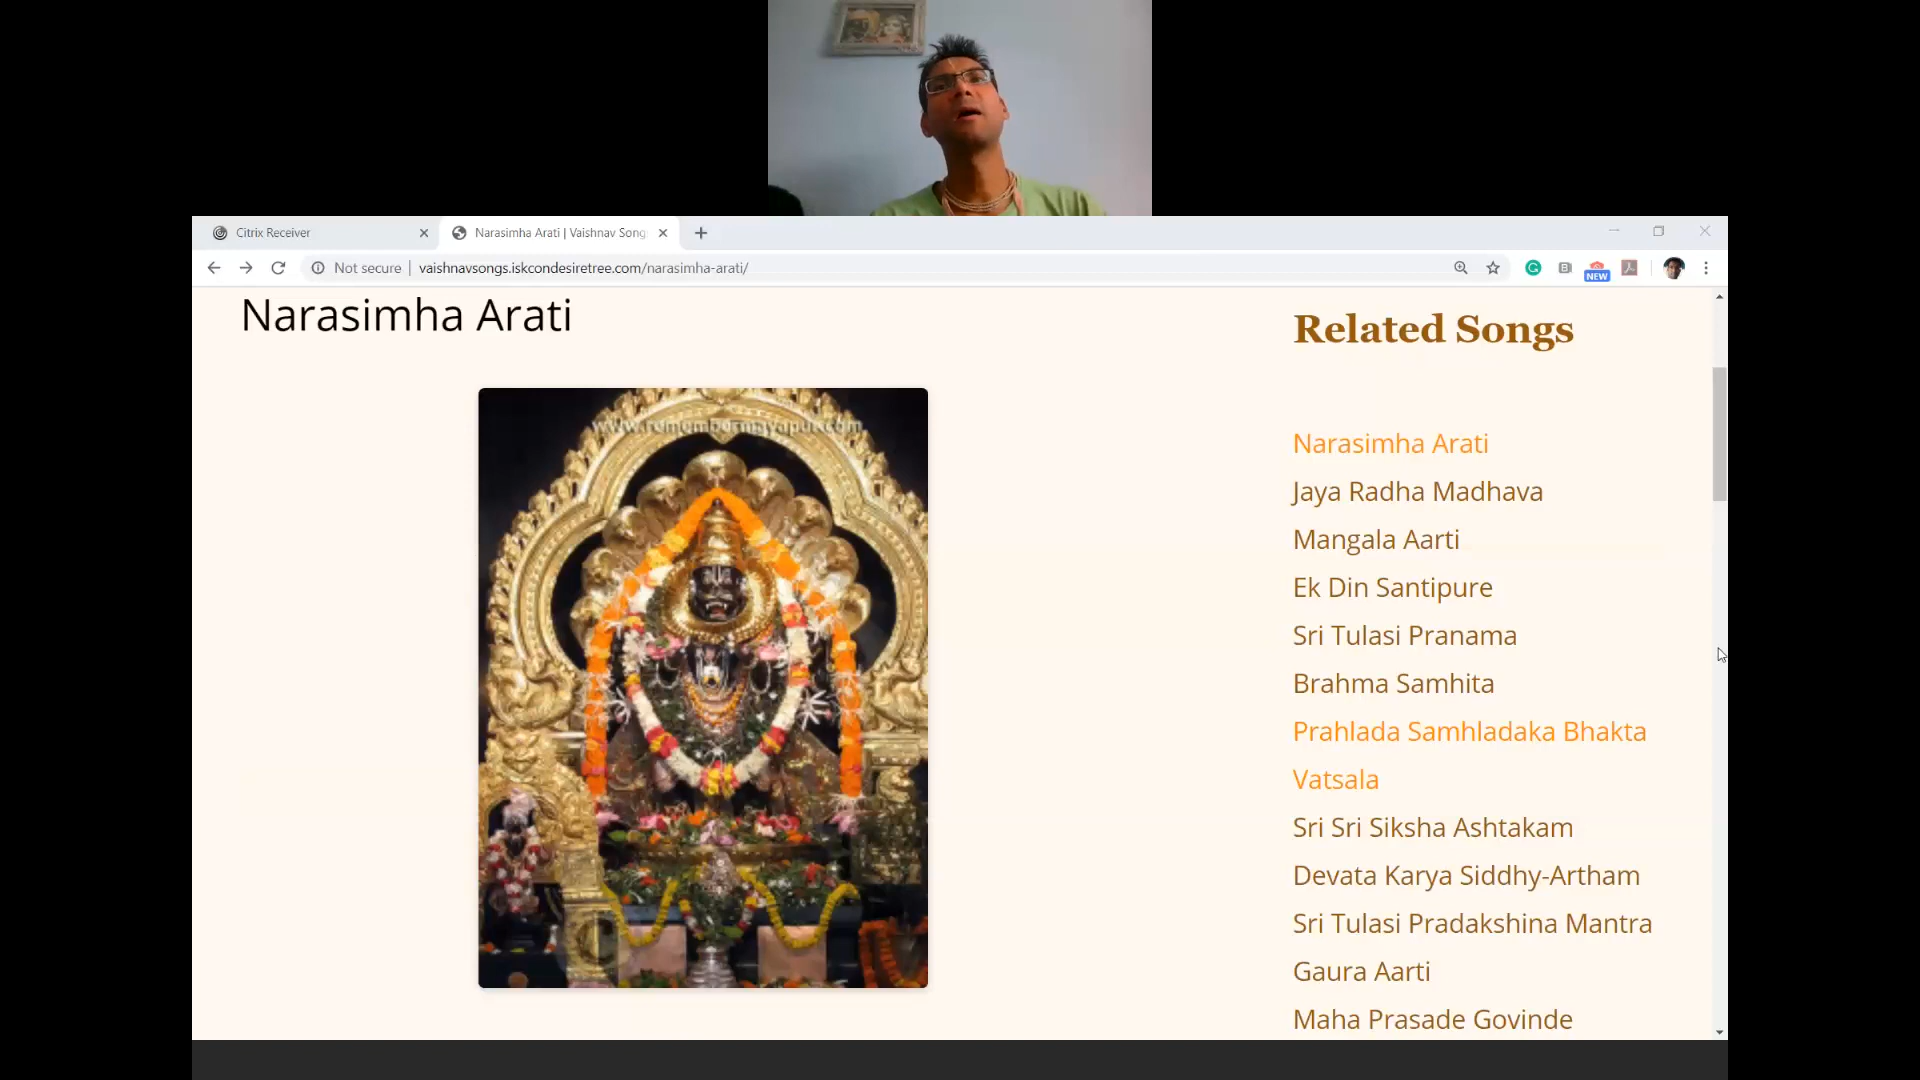 Citrix Receiver
Narasimha Arati | Vaishnav Song
Not secure | vaishnavsongs.iskcondesiretree.com/narasimha-arati/
NEW
Narasimha Arati
Related Songs
Narasimha Arati
Jaya Radha Madhava
Mangala Aarti
Ek Din Santipure
Sri Tulasi Pranama
Brahma Samhita
Prahlada Samhladaka Bhakta
Vatsala
Sri Sri Siksha Ashtakam
Devata Karya Siddhy-Artham
Sri Tulasi Pradakshina Mantra
Gaura Aarti
Maha Prasade Govinde